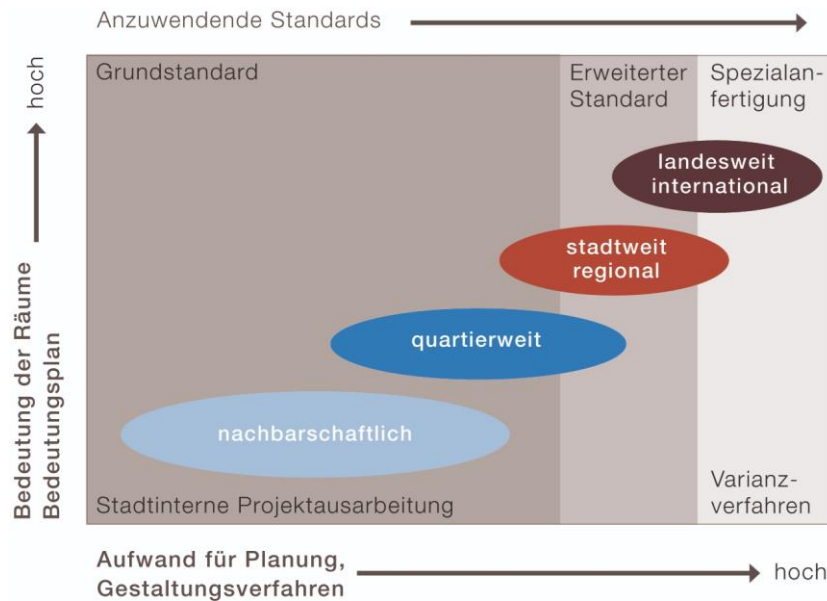 Anzuwendende Standards
hoch
Bedeutung der Räume
Bedeutungsplan
Grundstandard
Erweiterter
Standard
Spezialan-
fertigung
landesweit
international
stadtweit
regional
quartierweit
nachbarschaftlich
Stadtinterne Projektausarbeitung
Varianz-
verfahren
Aufwand für Planung,
Gestaltungsverfahren
hoch